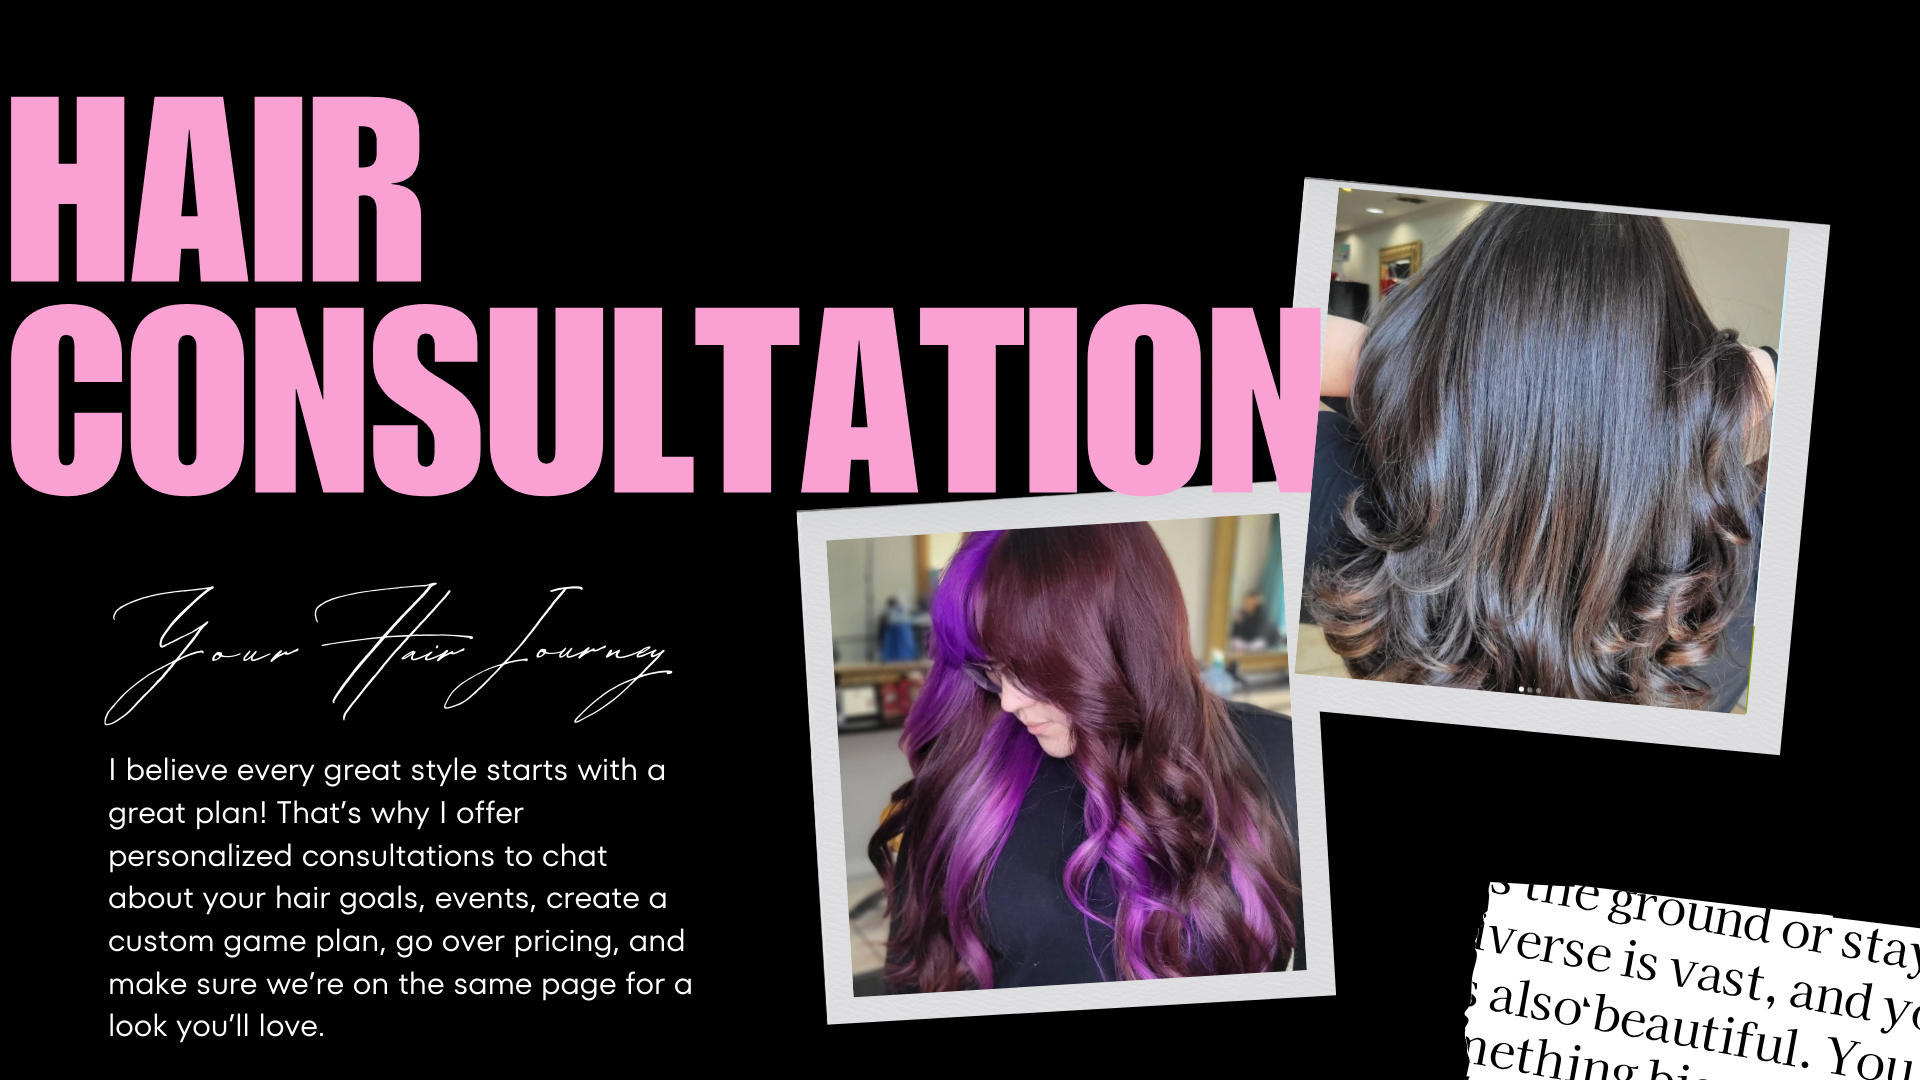 HAIR
CONSULTATION
Your Hair Journey
I believe every great style starts with a
great plan! That’s why I offer
personalized consultations to chat
about your hair goals, events, create a
custom game plan, go over pricing, and
make sure we’re on the same page for a
look you’ll love.
the ground or stay
verse is vast, and
also beautiful. You